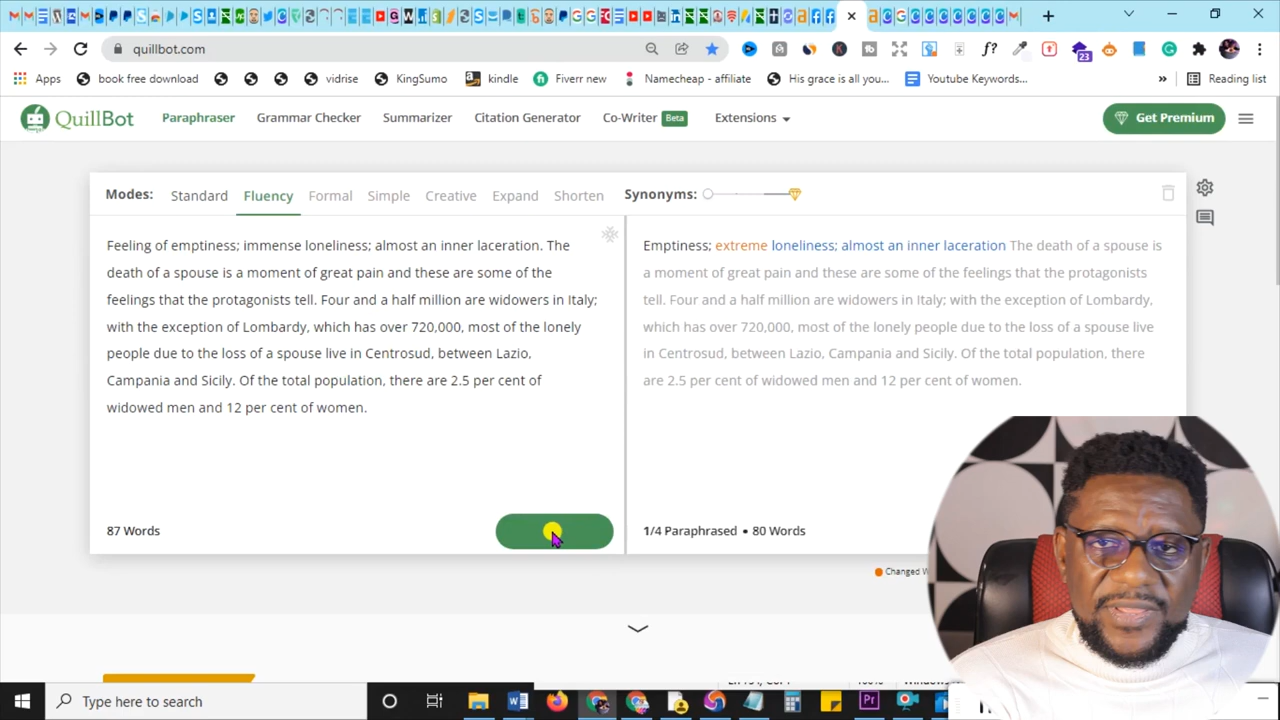 quillbot.com
23
Apps
book free download
vidrise
KingSumo
kindle
Fiverr new
Namecheap - affiliate
His grace is all you...
Youtube Keywords...
»
Reading list
QuillBot
Paraphraser
Grammar Checker
Summarizer
Citation Generator
Co-Writer Beta
Extensions
Get Premium
Modes: Standard Fluency Formal Simple Creative Expand Shorten
Synonyms:
Feeling of emptiness; immense loneliness; almost an inner laceration. The
death of a spouse is a moment of great pain and these are some of the
feelings that the protagonists tell. Four and a half million are widowers in Italy;
with the exception of Lombardy, which has over 720,000, most of the lonely
people due to the loss of a spouse live in Centrosud, between Lazio,
Campania and Sicily. Of the total population, there are 2.5 per cent of
widowed men and 12 per cent of women.
87 Words
Emptiness; extreme loneliness; almost an inner laceration The death of a spouse is
a moment of great pain and these are some of the feelings that the protagonists
tell. Four and a half million are widowers in Italy; with the exception of Lombardy,
which has over 720,000, most of the lonely people due to the loss of a spouse live
in Centrosud, between Lazio, Campania and Sicily. Of the total population, there
are 2.5 per cent of widowed men and 12 per cent of women.
1/4 Paraphrased • 80 Words
Changed
Type here to search